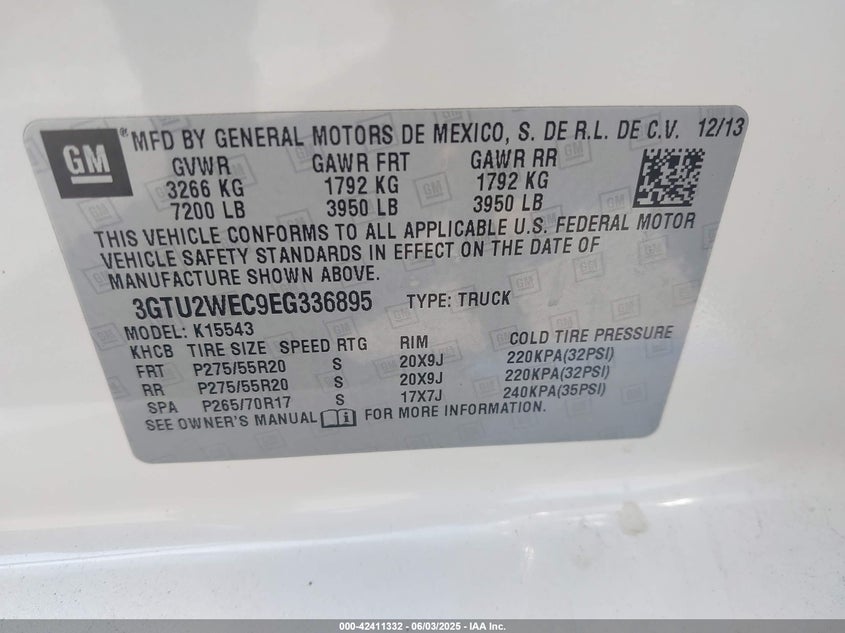 GM ® MFD BY GENERAL MOTORS DE MEXICO, S. DE R.L. DE C.V. 12/13
GVWR GAWR FRT GAWR RR
3266 KG 1792 KG 1792 KG
7200 LB 3950 LB 3950 LB
THIS VEHICLE CONFORMS TO ALL APPLICABLE U.S. FEDERAL MOTOR
VEHICLE SAFETY STANDARDS IN EFFECT ON THE DATE OF
MANUFACTURE SHOWN ABOVE.
3GTU2WEC9EG336895 TYPE: TRUCK
MODEL: K15543
KHCB TIRE SIZE SPEED RTG RIM COLD TIRE PRESSURE
FRT P275/55R20 S 20X9J 220KPA(32PSI)
RR P275/55R20 S 20X9J 220KPA(32PSI)
SPA P265/70R17 S 17X7J 240KPA(35PSI)
SEE OWNER'S MANUAL FOR MORE INFORMATION.
000-42411332 - 06/03/2025 - IAA Inc.